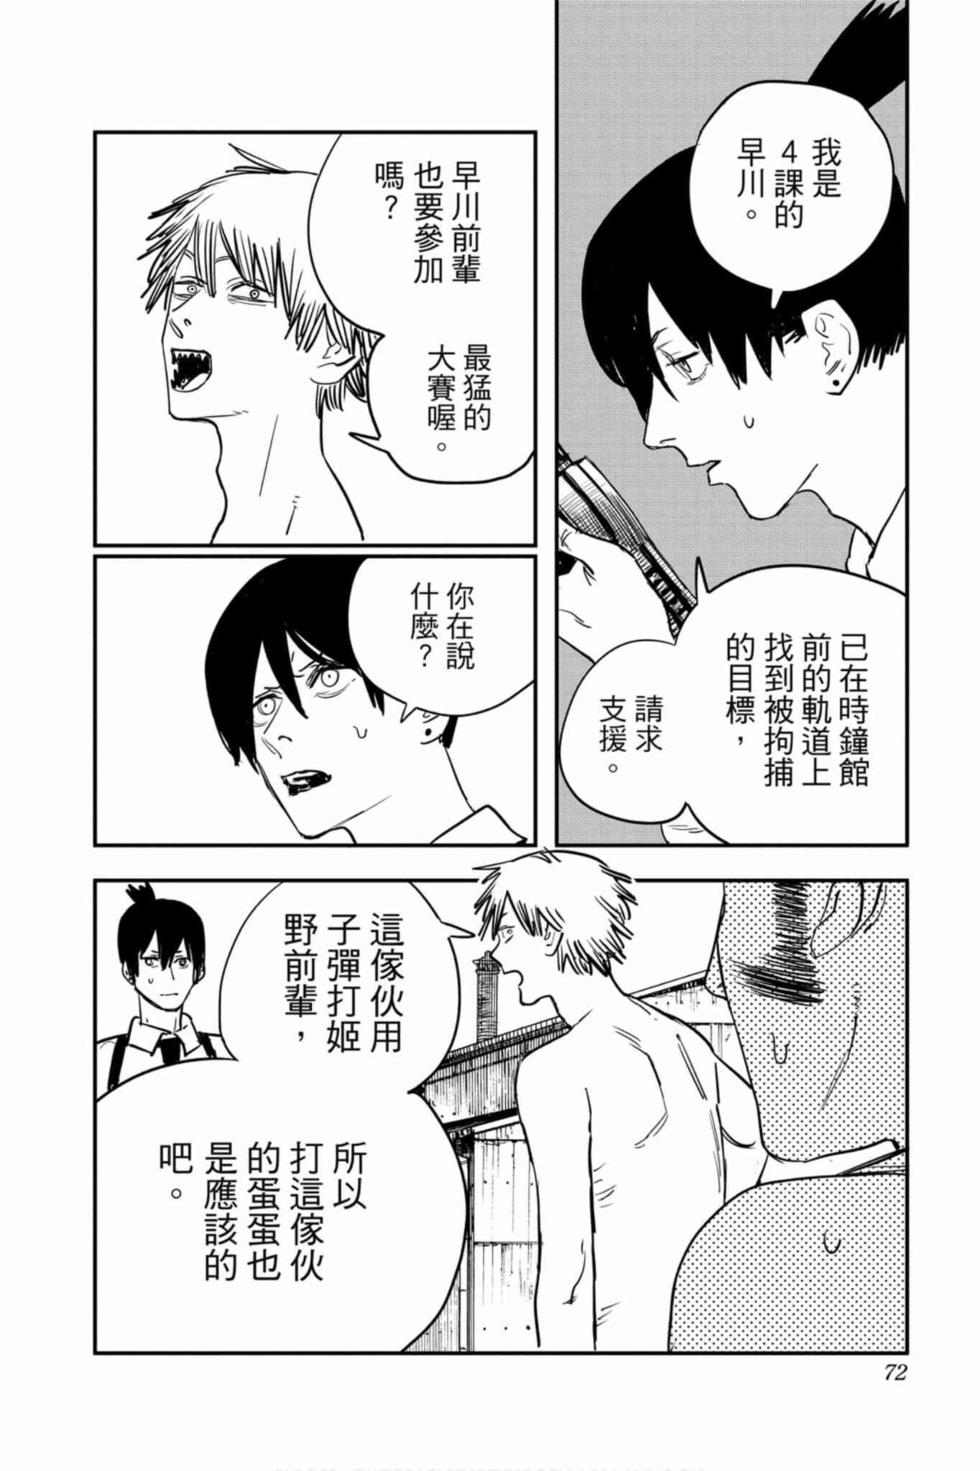 我是
4課的
早川。
已在時鐘館
前的軌道上
找到被拘捕
的目標，
請求
支援。
早川前輩
也要參加
嗎？
最猛的
大賽喔。
你在說
什麼？
這傢伙用
子彈打姬
野前輩，
所以
打這傢伙
的蛋蛋也
是應該的
吧。
72